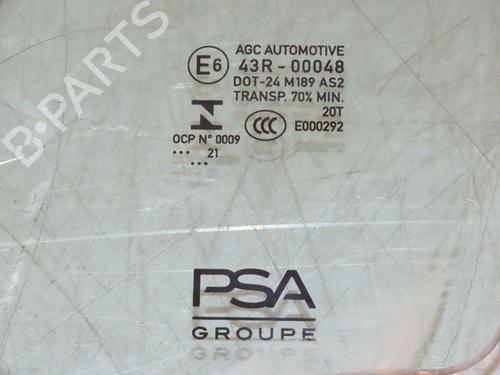 B-PARTS
AGC AUTOMOTIVE
E6 43R - 00048
DOT-24 M189 AS2
TRANSP. 70% MIN.
20T
CCC E000292
OCP N° 0009
... 21
...
PSA
GROUPE